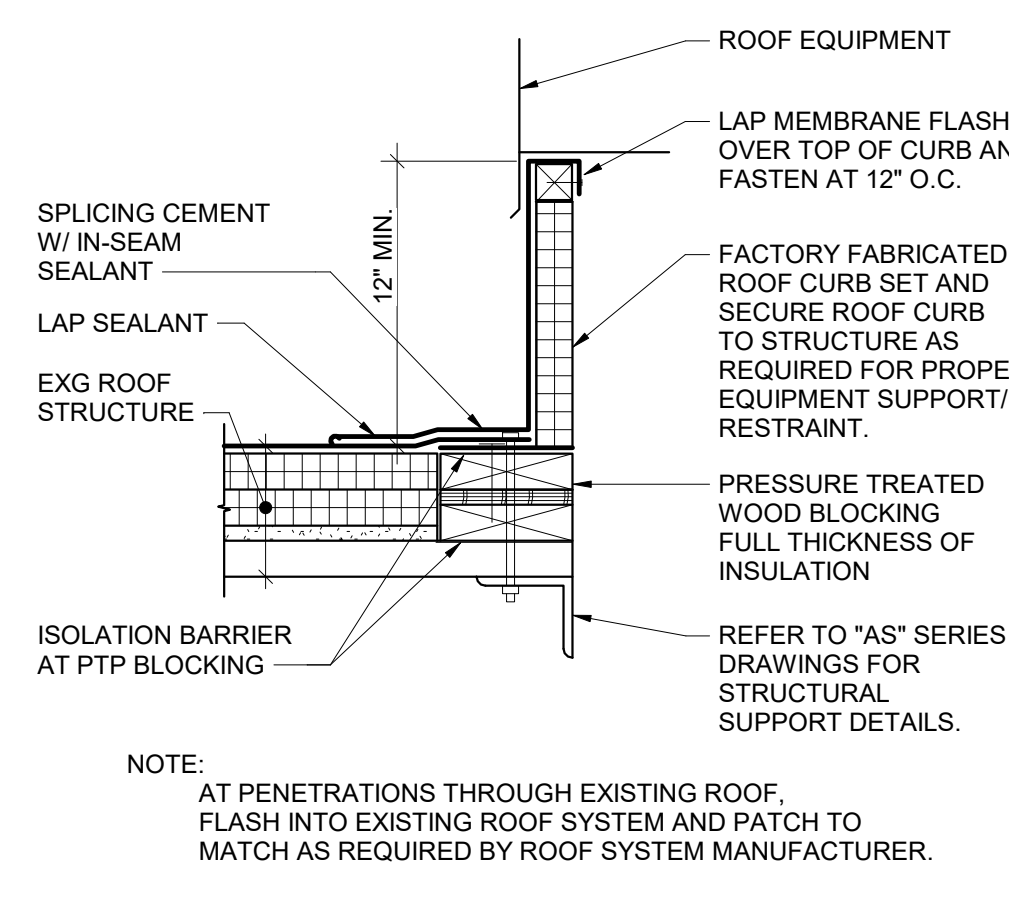 ROOF EQUIPMENT
LAP MEMBRANE FLASH
OVER TOP OF CURB AN
FASTEN AT 12" O.C.
12" MIN.
SPLICING CEMENT
W/ IN-SEAM
SEALANT
LAP SEALANT
EXG ROOF
STRUCTURE
FACTORY FABRICATED
ROOF CURB SET AND
SECURE ROOF CURB
TO STRUCTURE AS
REQUIRED FOR PROPE
EQUIPMENT SUPPORT/
RESTRAINT.
PRESSURE TREATED
WOOD BLOCKING
FULL THICKNESS OF
INSULATION
ISOLATION BARRIER
AT PTP BLOCKING
REFER TO "AS" SERIES
DRAWINGS FOR
STRUCTURAL
SUPPORT DETAILS.
NOTE:
AT PENETRATIONS THROUGH EXISTING ROOF,
FLASH INTO EXISTING ROOF SYSTEM AND PATCH TO
MATCH AS REQUIRED BY ROOF SYSTEM MANUFACTURER.